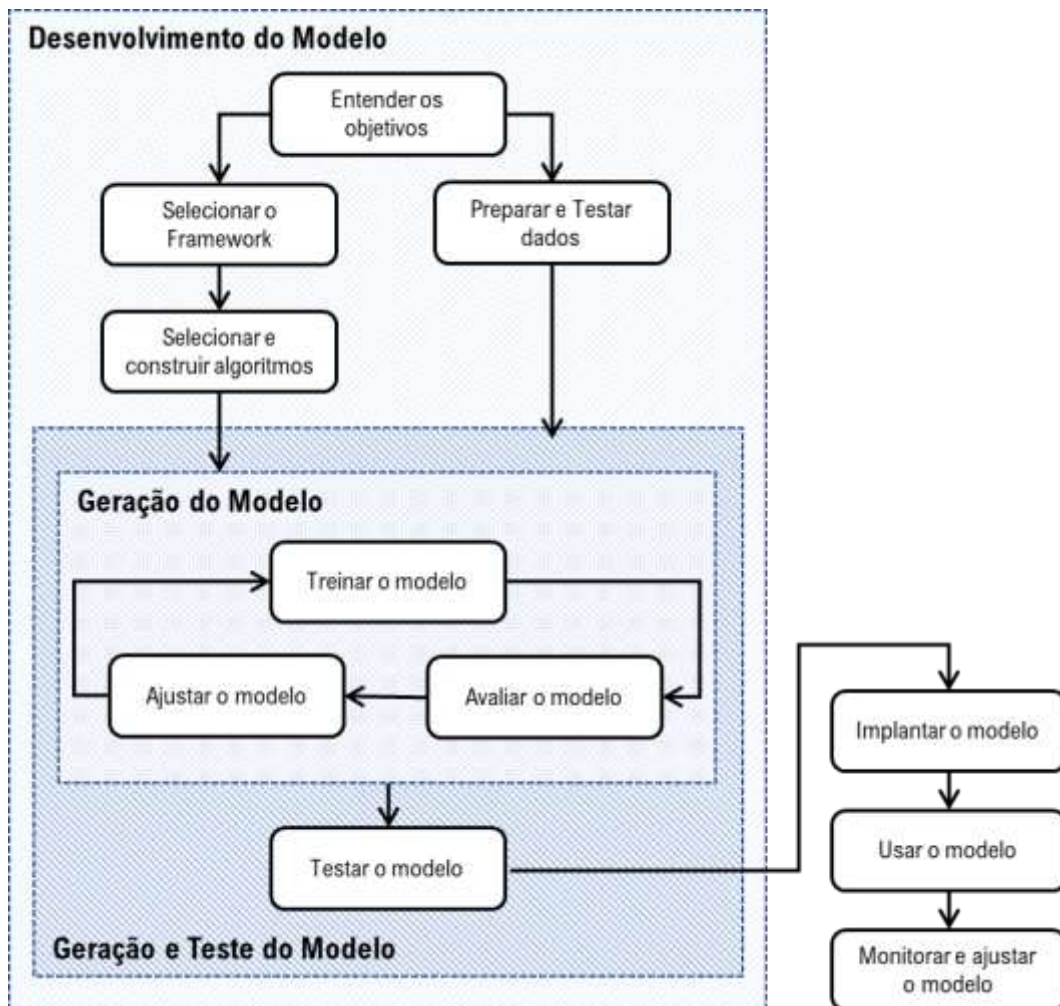 Desenvolvimento do Modelo
Entender os
objetivos
Selecionar o
Framework
Preparar e Testar
dados
Selecionar e
construir algoritmos
Geração do Modelo
Treinar o modelo
Ajustar o modelo
Avaliar o modelo
Implantar o modelo
Testar o modelo
Usar o modelo
Geração e Teste do Modelo
Monitorar e ajustar
o modelo